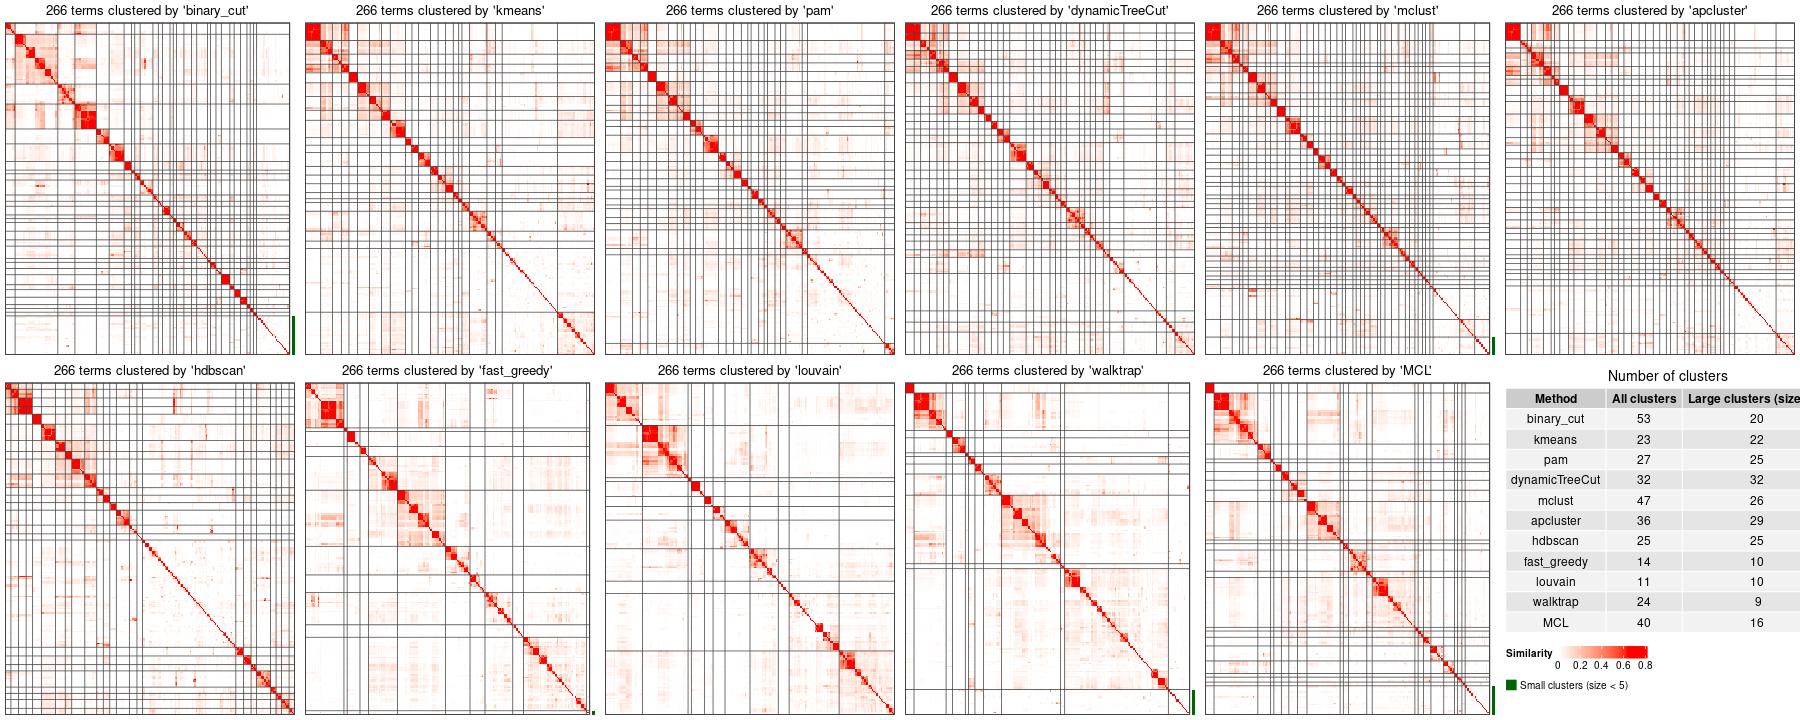 266 terms clustered by 'binary_cut'
266 terms clustered by 'kmeans'
266 terms clustered by 'pam'
266 terms clustered by 'dynamicTreeCut'
266 terms clustered by 'mclust'
266 terms clustered by 'apcluster'
266 terms clustered by 'hdbscan'
266 terms clustered by 'fast_greedy'
266 terms clustered by 'louvain'
266 terms clustered by 'walktrap'
266 terms clustered by 'MCL'
Number of clusters
Method All clusters Large clusters (size
binary_cut 53 20
kmeans 23 22
pam 27 25
dynamicTreeCut 32 32
mclust 47 26
apcluster 36 29
hdbscan 25 25
fast_greedy 14 10
louvain 11 10
walktrap 24 9
MCL 40 16
Similarity
0 0.2 0.4 0.6 0.8
Small clusters (size < 5)